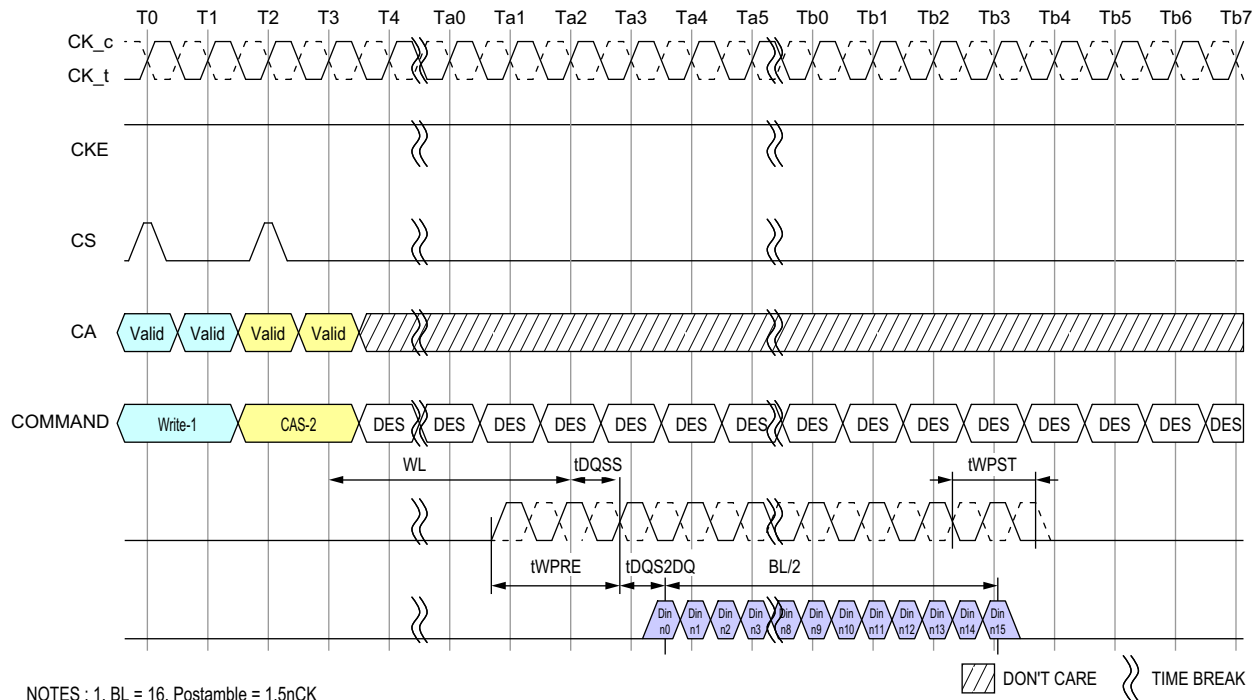 T0 T1 T2 T3 T4 Ta0 Ta1 Ta2 Ta3 Ta4 Ta5 Tb0 Tb1 Tb2 Tb3 Tb4 Tb5 Tb6 Tb7
CK_c
CK_t
CKE
CS
CA Valid Valid Valid Valid
COMMAND Write-1 CAS-2 DES DES DES DES DES DES DES DES DES DES DES DES DES DES DES
WL tDQSS tWPST
tWPRE tDQS2DQ BL/2
Din Din Din Din Din Din Din Din Din Din Din Din
n0 n1 n2 n3 n8 n9 n10 n11 n12 n13 n14 n15
DON'T CARE TIME BREAK
NOTES : 1. BL = 16, Postamble = 1.5nCK